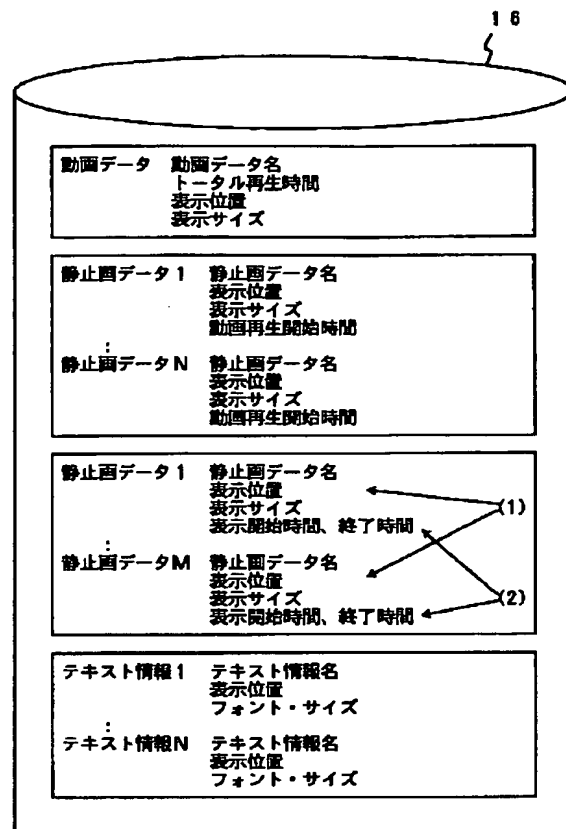 16
動画データ 動画データ名
トータル再生時間
表示位置
表示サイズ
静止画データ1 静止画データ名
表示位置
表示サイズ
動画再生開始時間
:
静止画データN 静止画データ名
表示位置
表示サイズ
動画再生開始時間
静止画データ1 静止画データ名
表示位置
表示サイズ (1)
表示開始時間、終了時間
:
静止画データM 静止画データ名
表示位置
表示サイズ (2)
表示開始時間、終了時間
テキスト情報1 テキスト情報名
表示位置
フォント・サイズ
:
テキスト情報N テキスト情報名
表示位置
フォント・サイズ